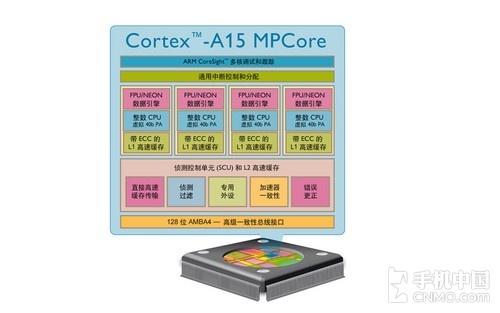 Cortex™-A15 MPCore
ARM CoreSight™ 多核调试和跟踪
通用中断控制和分配
FPU/NEON
数据引擎
FPU/NEON
数据引擎
FPU/NEON
数据引擎
FPU/NEON
数据引擎
整数 CPU
虚拟 40b PA
整数 CPU
虚拟 40b PA
整数 CPU
虚拟 40b PA
整数 CPU
虚拟 40b PA
带 ECC 的
L1 高速缓存
带 ECC 的
L1 高速缓存
带 ECC 的
L1 高速缓存
带 ECC 的
L1 高速缓存
侦测控制单元 (SCU) 和 L2 高速缓存
直接高速
缓存传输
侦测
过滤
专用
外设
加速器
一致性
错误
更正
128 位 AMBA4 — 高级一致性总线接口
手机中国
CNMO.com